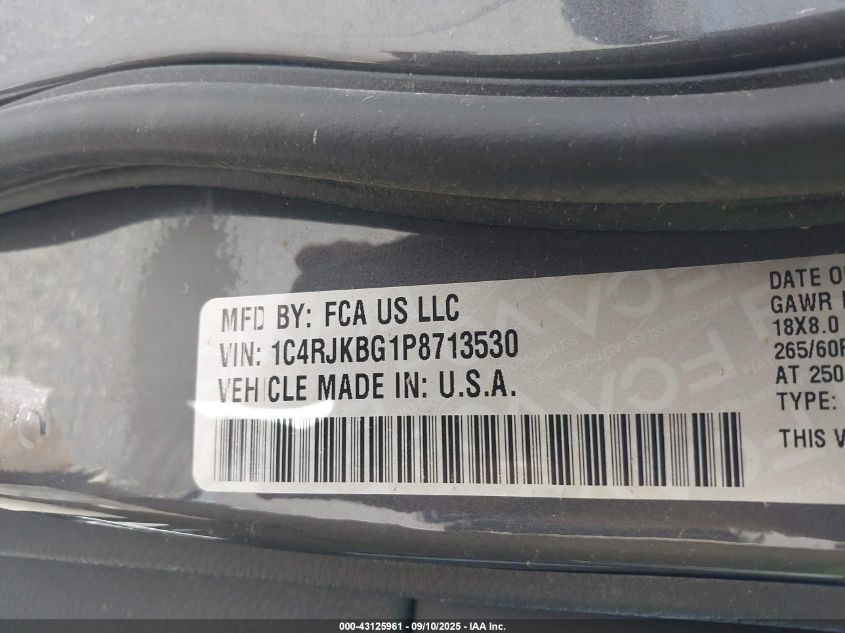 MFD BY: FCA US LLC
VIN: 1C4RJKBG1P8713530
VEHICLE MADE IN: U.S.A.
DATE O
GAWR
18X8.0
265/60R
AT 250
TYPE:
THIS V
000-43125961 - 09/10/2025 - IAA Inc.